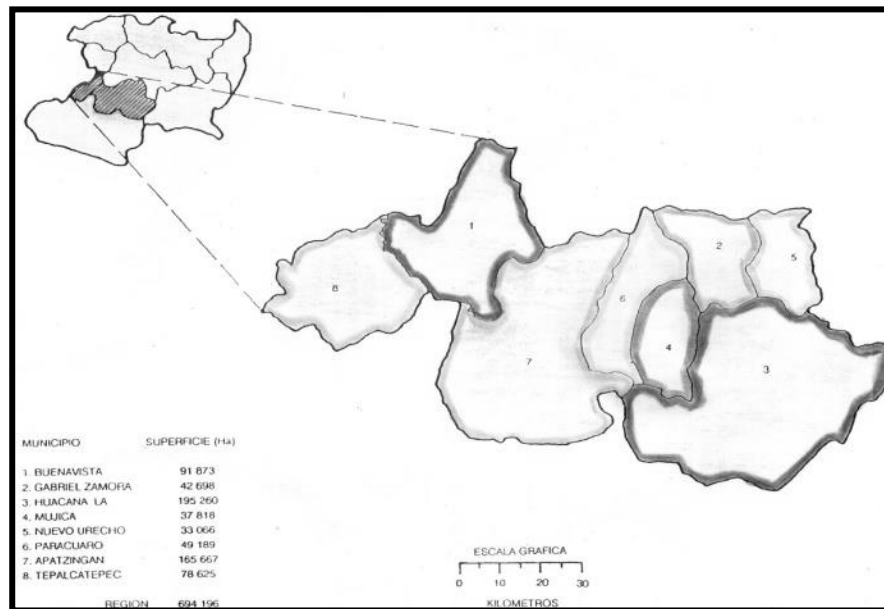 1
2
5
8
6
4
7
3
MUNICIPIO SUPERFICIE (Ha)
1. BUENAVISTA 91 873
2. GABRIEL ZAMORA 42 698
3. HUACANA LA 195 260
4. MUJICA 37 818
5. NUEVO URECHO 33 066
6. PARACUARO 49 189
7. APATZINGAN 165 667
8. TEPALCATEPEC 78 625
REGION 694 196
ESCALA GRAFICA
0 10 20 30
KILOMETROS